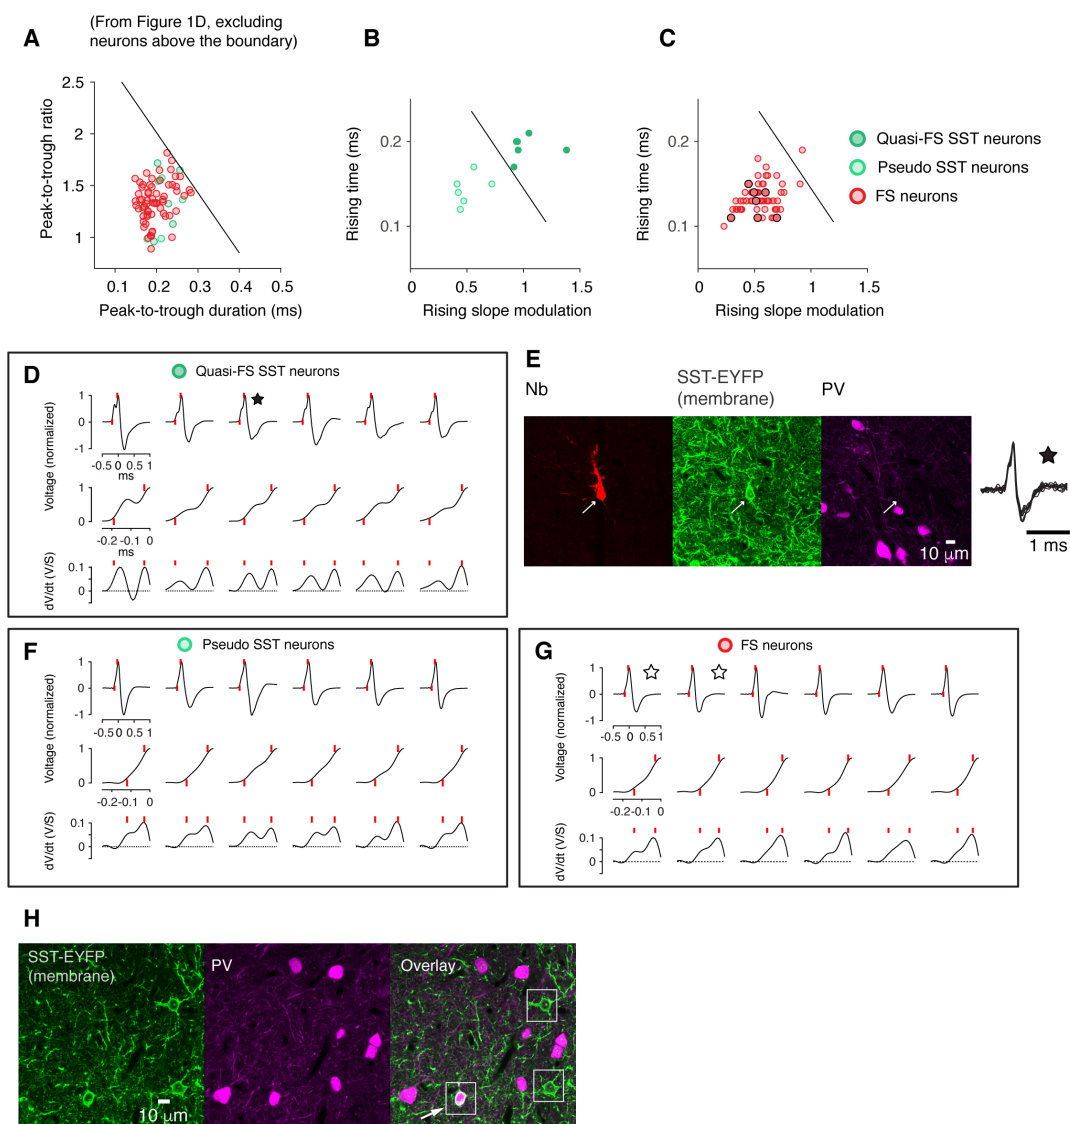 (From Figure 1D, excluding
neurons above the boundary)
A
B
C
Peak-to-trough ratio
2.5
2
1.5
1
0.1 0.2 0.3 0.4 0.5
Peak-to-trough duration (ms)
Rising time (ms)
0.2
0.1
0 0.5 1 1.5
Rising slope modulation
Rising time (ms)
0.2
0.1
0 0.5 1 1.5
Rising slope modulation
Quasi-FS SST neurons
Pseudo SST neurons
FS neurons
D
Quasi-FS SST neurons
Voltage (normalized)
1
0
-1
-0.5 0 0.5 1
ms
1
0
-0.2 -0.1 0
ms
dV/dt (V/S)
0.1
0
E
Nb
SST-EYFP
(membrane)
PV
10 μm
1 ms
F
Pseudo SST neurons
Voltage (normalized)
1
0
-1
-0.5 0 0.5 1
1
0
-0.2 -0.1 0
dV/dt (V/S)
0.1
0
G
FS neurons
Voltage (normalized)
1
0
-1
-0.5 0 0.5 1
1
0
-0.2 -0.1 0
dV/dt (V/S)
0.1
0
H
SST-EYFP
(membrane)
10 μm
PV
Overlay